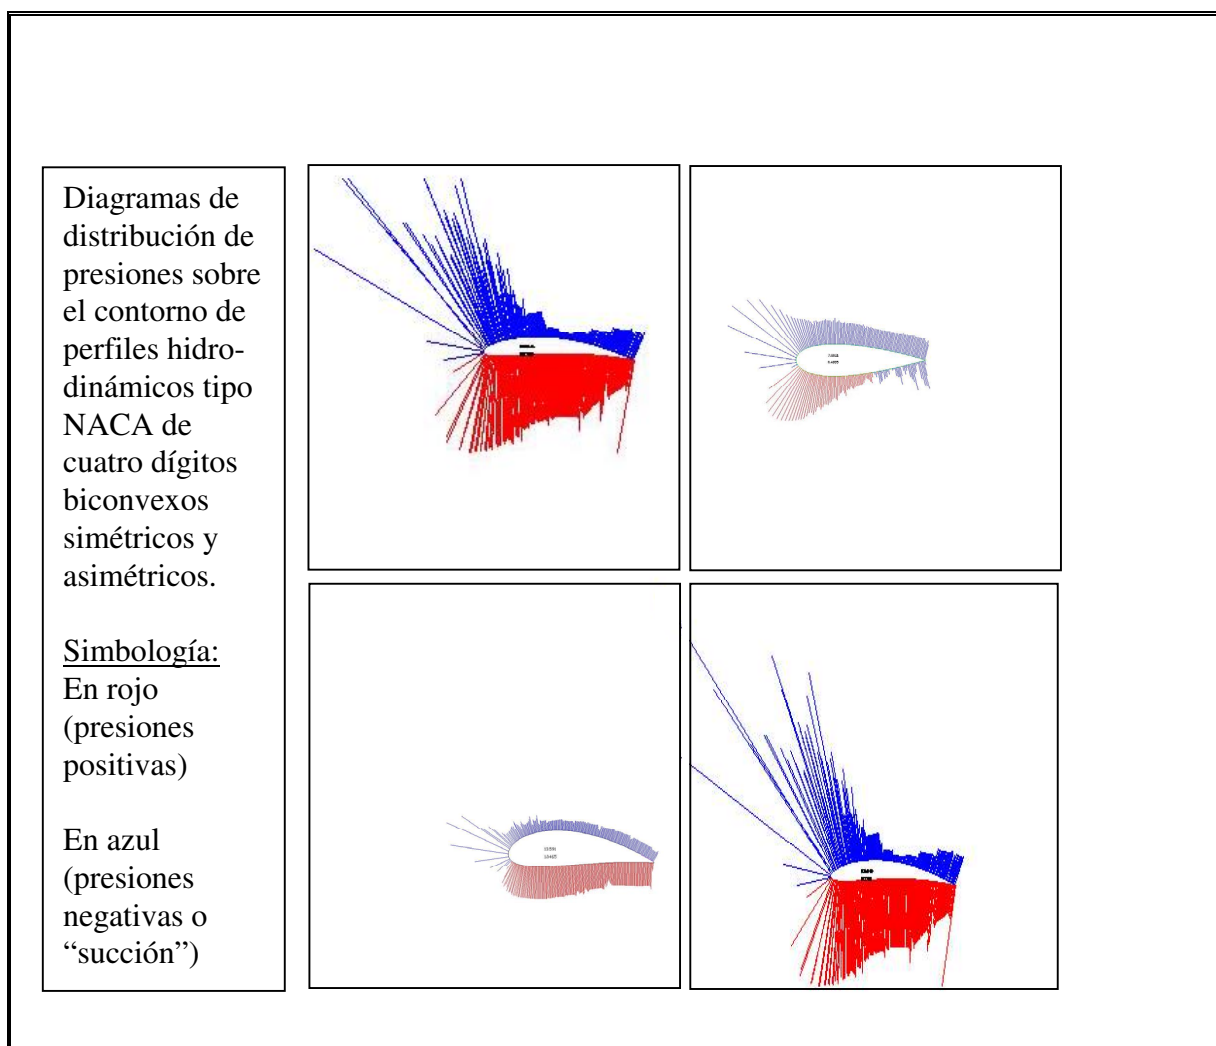 Diagramas de
distribución de
presiones sobre
el contorno de
perfiles hidro-
dinámicos tipo
NACA de
cuatro dígitos
biconvexos
simétricos y
asimétricos.
Simbología:
En rojo
(presiones
positivas)
En azul
(presiones
negativas o
“succión”)